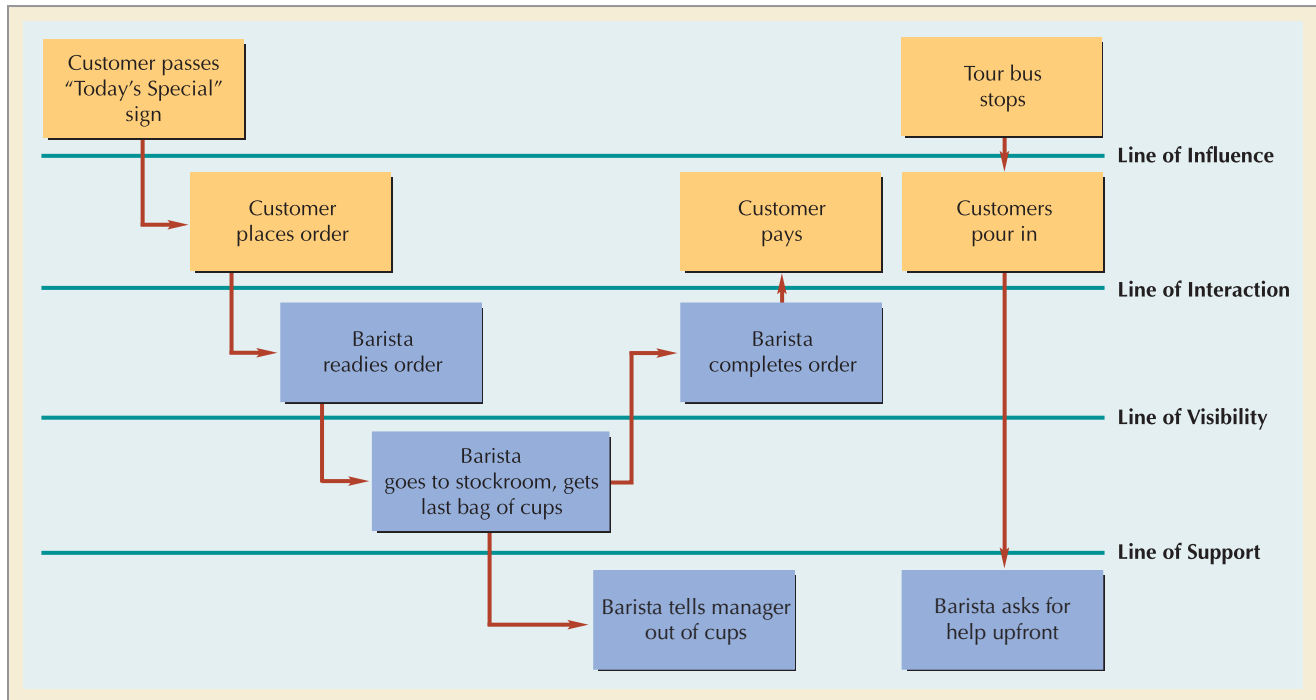 Customer passes
“Today’s Special”
sign
Tour bus
stops
Line of Influence
Customer
places order
Customer
pays
Customers
pour in
Line of Interaction
Barista
readies order
Barista
completes order
Line of Visibility
Barista
goes to stockroom, gets
last bag of cups
Line of Support
Barista tells manager
out of cups
Barista asks for
help upfront